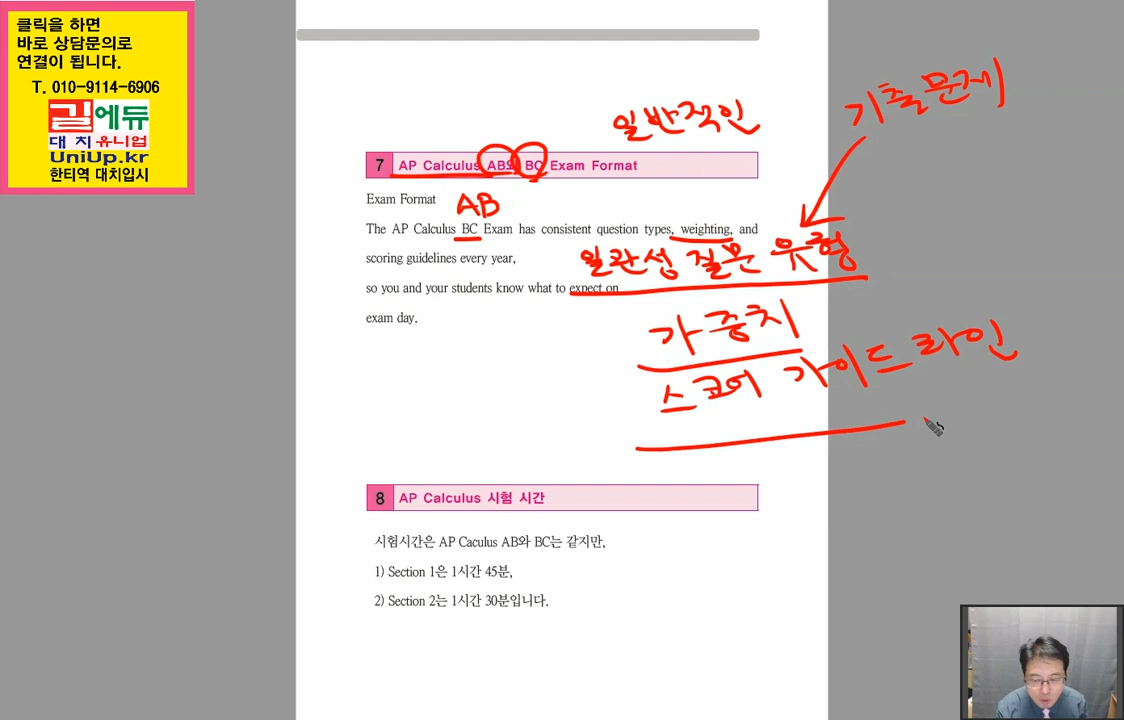 클릭을 하면
바로 상담문의로
연결이 됩니다.
T. 010-9114-6906
길에듀
대 치 유니업
UniUp.kr
한티역 대치입시
기출문제
일반적인
7 AP Calculus AB와 BC Exam Format
Exam Format
AB
The AP Calculus BC Exam has consistent question types, weighting, and
일관성 질문 유형
scoring guidelines every year,
so you and your students know what to expect on
exam day.
가중치
스코어 가이드라인
8 AP Calculus 시험 시간
시험시간은 AP Caculus AB와 BC는 같지만,
1) Section 1은 1시간 45분,
2) Section 2는 1시간 30분입니다.